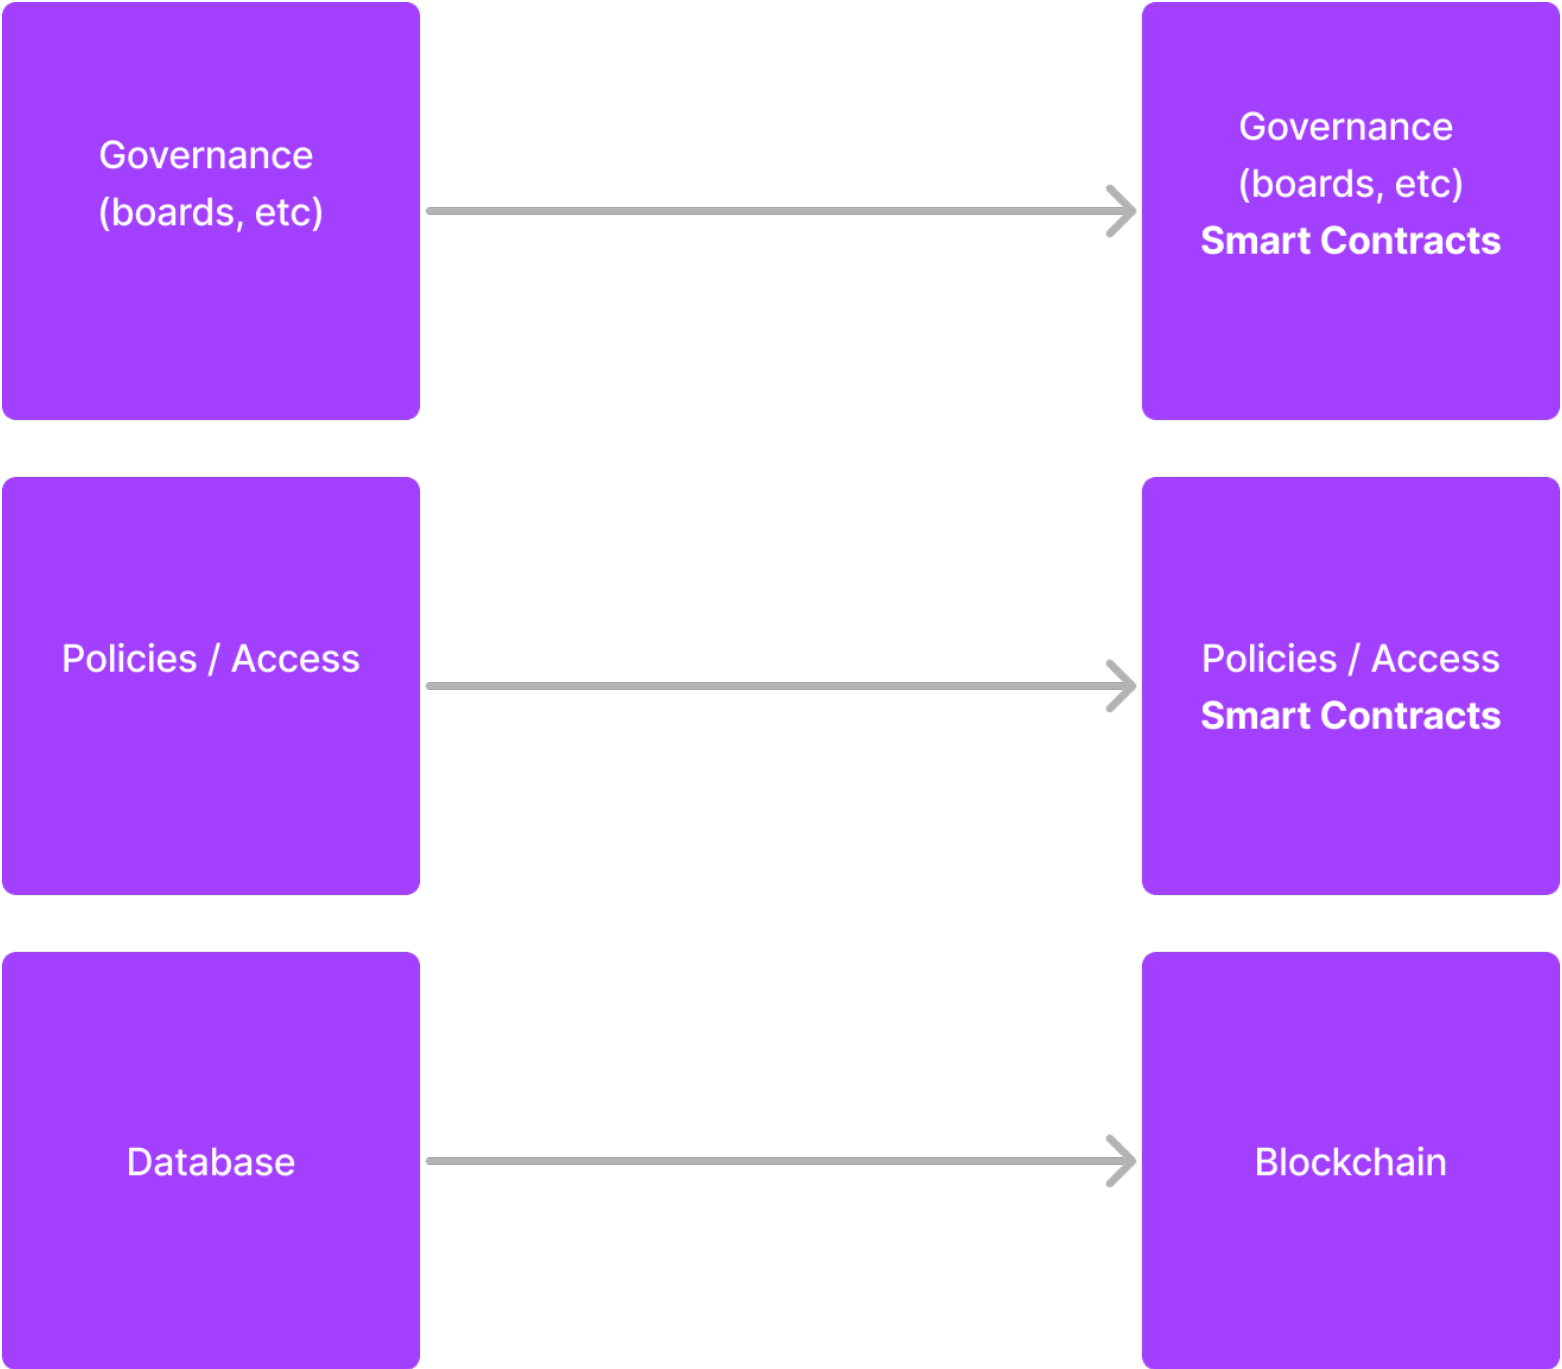 Governance
(boards, etc)
Governance
(boards, etc)
Smart Contracts
Policies / Access
Policies / Access
Smart Contracts
Database
Blockchain